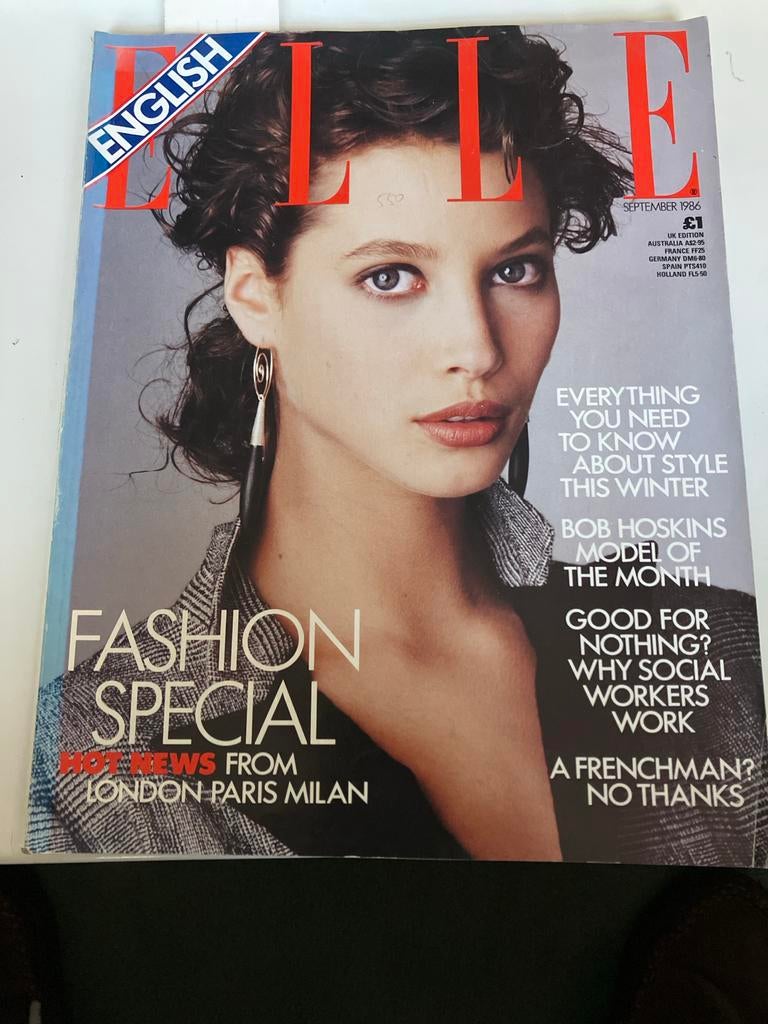 ELLE
ENGLISH
550
SEPTEMBER 1986
£1
UK EDITION
AUSTRALIA A$2·95
FRANCE FF25
GERMANY DM6·80
SPAIN PTS410
HOLLAND FL5·50
EVERYTHING
YOU NEED
TO KNOW
ABOUT STYLE
THIS WINTER
BOB HOSKINS
MODEL OF
THE MONTH
GOOD FOR
NOTHING?
WHY SOCIAL
WORKERS
WORK
A FRENCHMAN?
NO THANKS
FASHION
SPECIAL
HOT NEWS FROM
LONDON PARIS MILAN